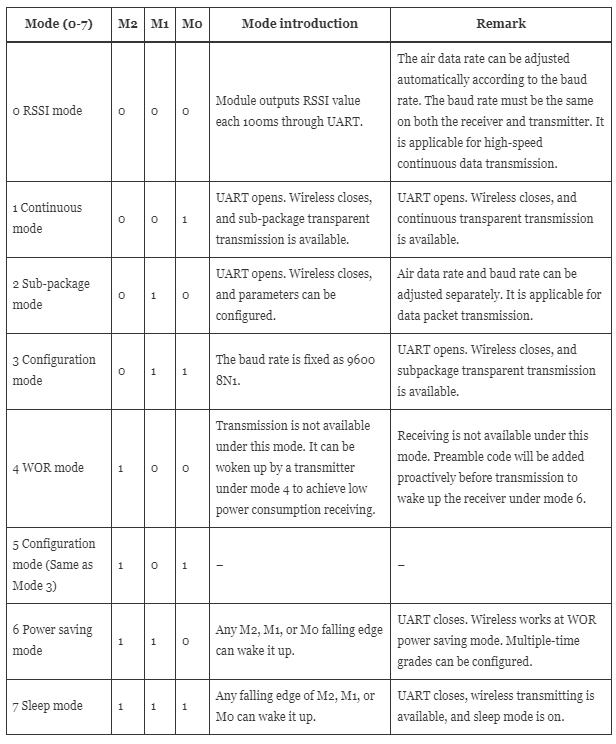 Mode (0-7) M2 M1 M0 Mode introduction Remark
0 RSSI mode 0 0 0 Module outputs RSSI value
each 100ms through UART.
The air data rate can be adjusted
automatically according to the baud
rate. The baud rate must be the same
on both the receiver and transmitter. It
is applicable for high-speed
continuous data transmission.
1 Continuous
mode
0 0 1
UART opens. Wireless closes,
and sub-package transparent
transmission is available.
UART opens. Wireless closes, and
continuous transparent transmission
is available.
2 Sub-package
mode
0 1 0
UART opens. Wireless closes,
and parameters can be
configured.
Air data rate and baud rate can be
adjusted separately. It is applicable for
data packet transmission.
3 Configuration
mode
0 1 1
The baud rate is fixed as 9600
8N1.
UART opens. Wireless closes, and
subpackage transparent transmission
is available.
4 WOR mode 1 0 0
Transmission is not available
under this mode. It can be
woken up by a transmitter
under mode 4 to achieve low
power consumption receiving.
Receiving is not available under this
mode. Preamble code will be added
proactively before transmission to
wake up the receiver under mode 6.
5 Configuration
mode (Same as
Mode 3)
1 0 1 – –
6 Power saving
mode
1 1 0
Any M2, M1, or M0 falling edge
can wake it up.
UART closes. Wireless works at WOR
power saving mode. Multiple-time
grades can be configured.
7 Sleep mode 1 1 1
Any falling edge of M2, M1, or
M0 can wake it up.
UART closes, wireless transmitting is
available, and sleep mode is on.